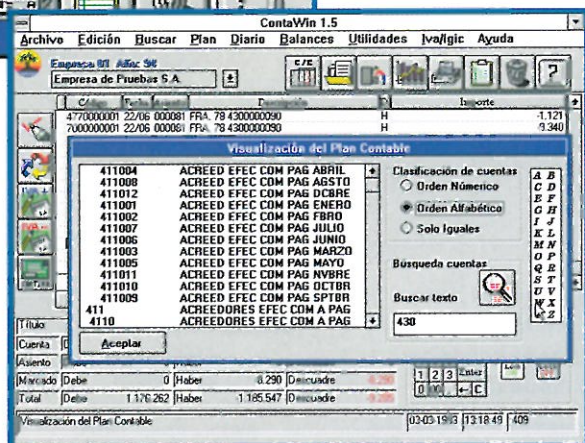 ContaWin 1.5
Archivo Edición Buscar Plan Diario Balances Utilidades Iva/Igic Ayuda
Empresa 01 Año: 94
Empresa de Pruebas S.A.
Código Fecha Asiento Descripción D Importe
4770000001 22/06 000081 FRA. 78 4300000090 H -1.121
7000000001 22/06 000081 FRA. 78 4300000090 H -9.340
Visualización del Plan Contable
411004 ACREED EFEC COM PAG ABRIL
411008 ACREED EFEC COM PAG AGSTO
411012 ACREED EFEC COM PAG DCBRE
411001 ACREED EFEC COM PAG ENERO
411002 ACREED EFEC COM PAG FBRO
411007 ACREED EFEC COM PAG JULIO
411006 ACREED EFEC COM PAG JUNIO
411003 ACREED EFEC COM PAG MARZO
411005 ACREED EFEC COM PAG MAYO
411011 ACREED EFEC COM PAG NVBRE
411010 ACREED EFEC COM PAG OCTBR
411009 ACREED EFEC COM PAG SPTBR
411 ACREEDORES EFEC COM A PAG
4110 ACREEDORES EFEC COM A PAG
Aceptar
Clasificación de cuentas
Orden Númerico
Orden Alfabético
Solo Iguales
Búsqueda cuentas
Buscar texto
430
A B
C D
E F
G H
I J
K L
M N
O P
Q R
S T
U V
W X
Z
Título
Cuenta
Asiento
Marcado Debe 0 Haber 8.290 Descuadre
Total Debe 1.176.262 Haber -1.185.547 Descuadre
1 2 3 Enter
0 00 C
Visualización del Plan Contable 13:18:49 409